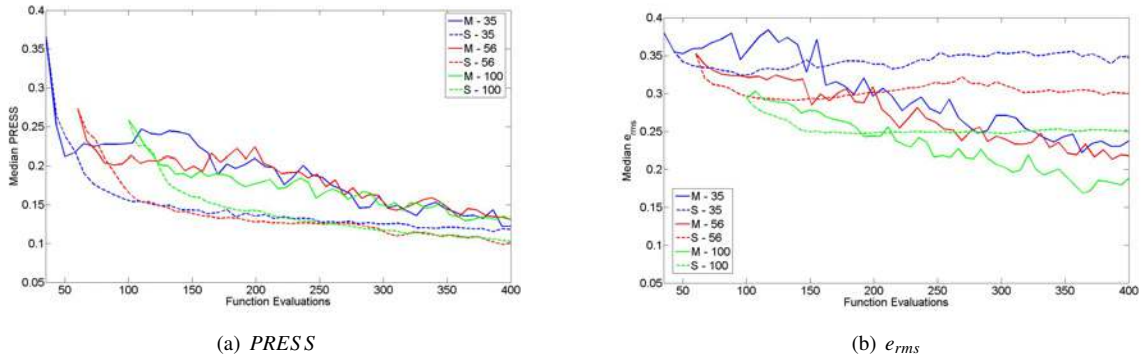 0.4
0.35
0.3
0.25
0.2
0.15
0.1
0.05
Median PRESS
50 100 150 200 250 300 350 400
Function Evaluations
M - 35
S - 35
M - 56
S - 56
M - 100
S - 100
(a) PRESS
0.4
0.35
0.3
0.25
0.2
0.15
0.1
0.05
Median erms
50 100 150 200 250 300 350 400
Function Evaluations
M - 35
S - 35
M - 56
S - 56
M - 100
S - 100
(b) erms